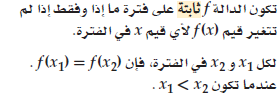 تكون الدالة f ثابتة على فترة ما إذا وفقط إذا لم
تتغير قيم f(x) لأي قيم x في الفترة.
لكل x₁ و x₂ في الفترة، فإن f(x₁) = f(x₂) .
عندما تكون x₁ < x₂ .